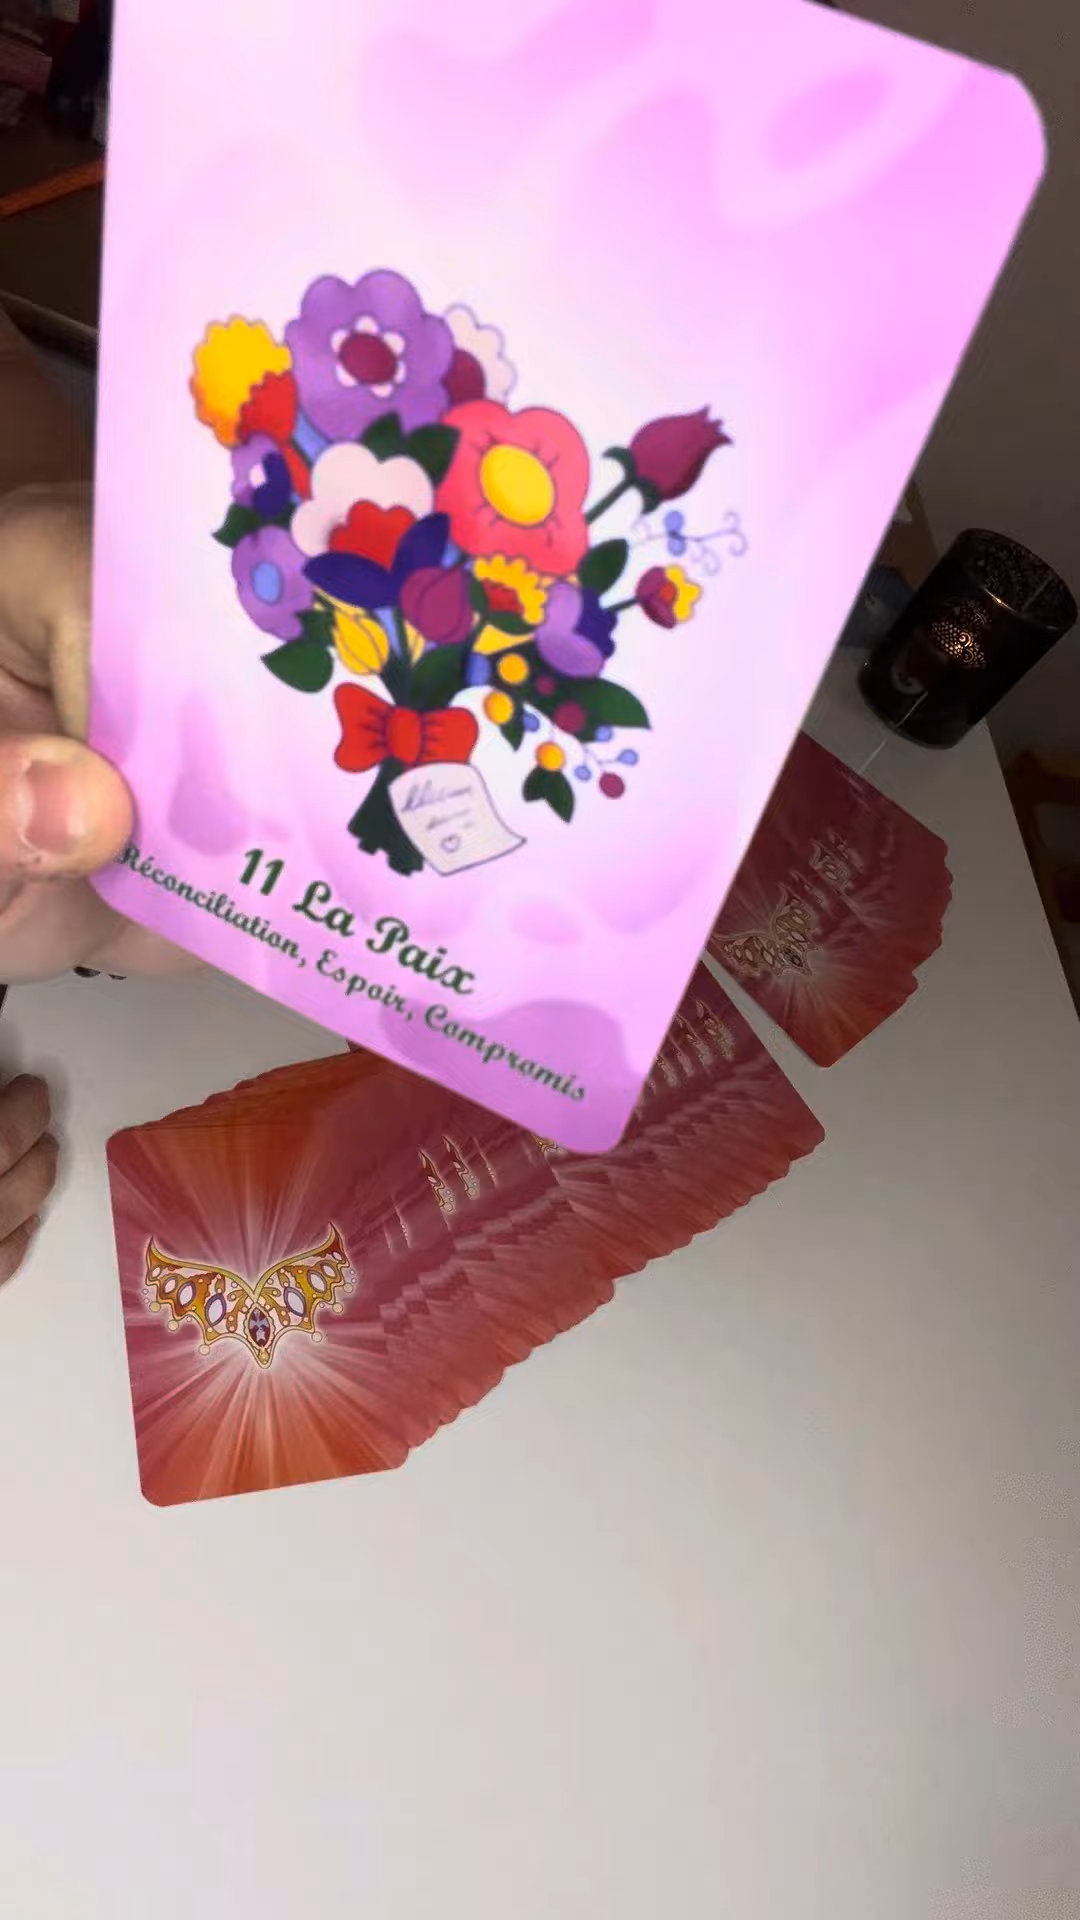 11 La Paix
Réconciliation, Espoir, Compromis